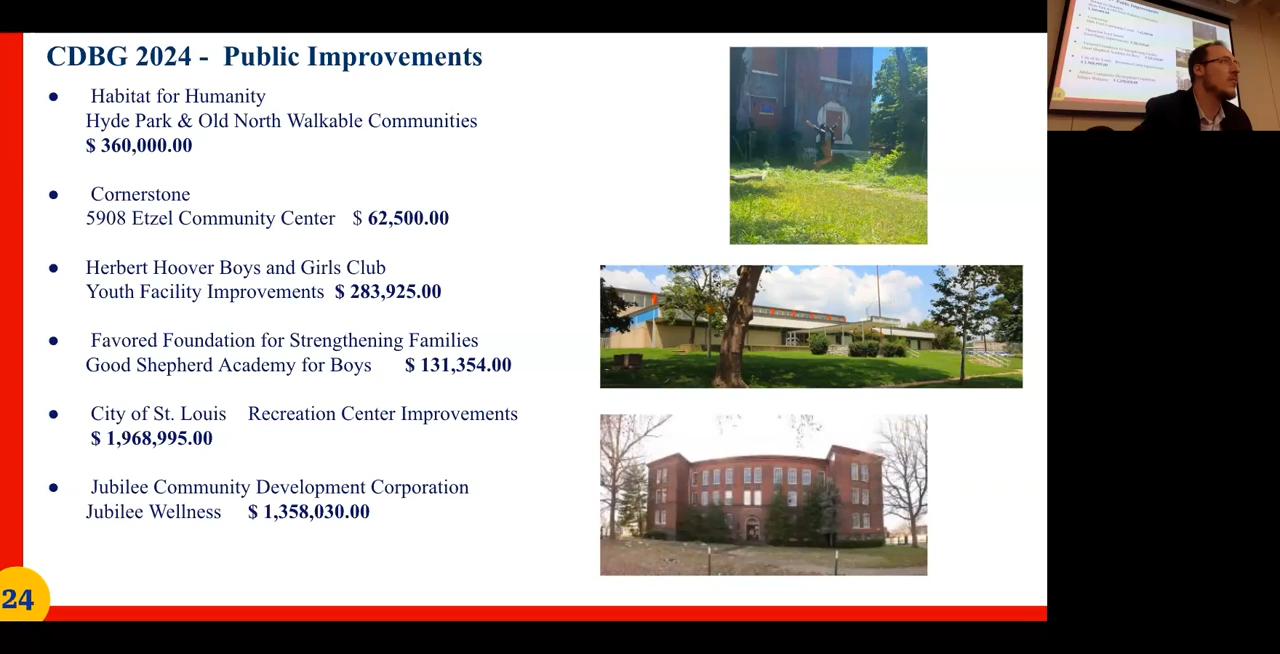 CDBG 2024 - Public Improvements
● Habitat for Humanity
Hyde Park & Old North Walkable Communities
$ 360,000.00
● Cornerstone
5908 Etzel Community Center $ 62,500.00
● Herbert Hoover Boys and Girls Club
Youth Facility Improvements $ 283,925.00
● Favored Foundation for Strengthening Families
Good Shepherd Academy for Boys $ 131,354.00
● City of St. Louis Recreation Center Improvements
$ 1,968,995.00
● Jubilee Community Development Corporation
Jubilee Wellness $ 1,358,030.00
24